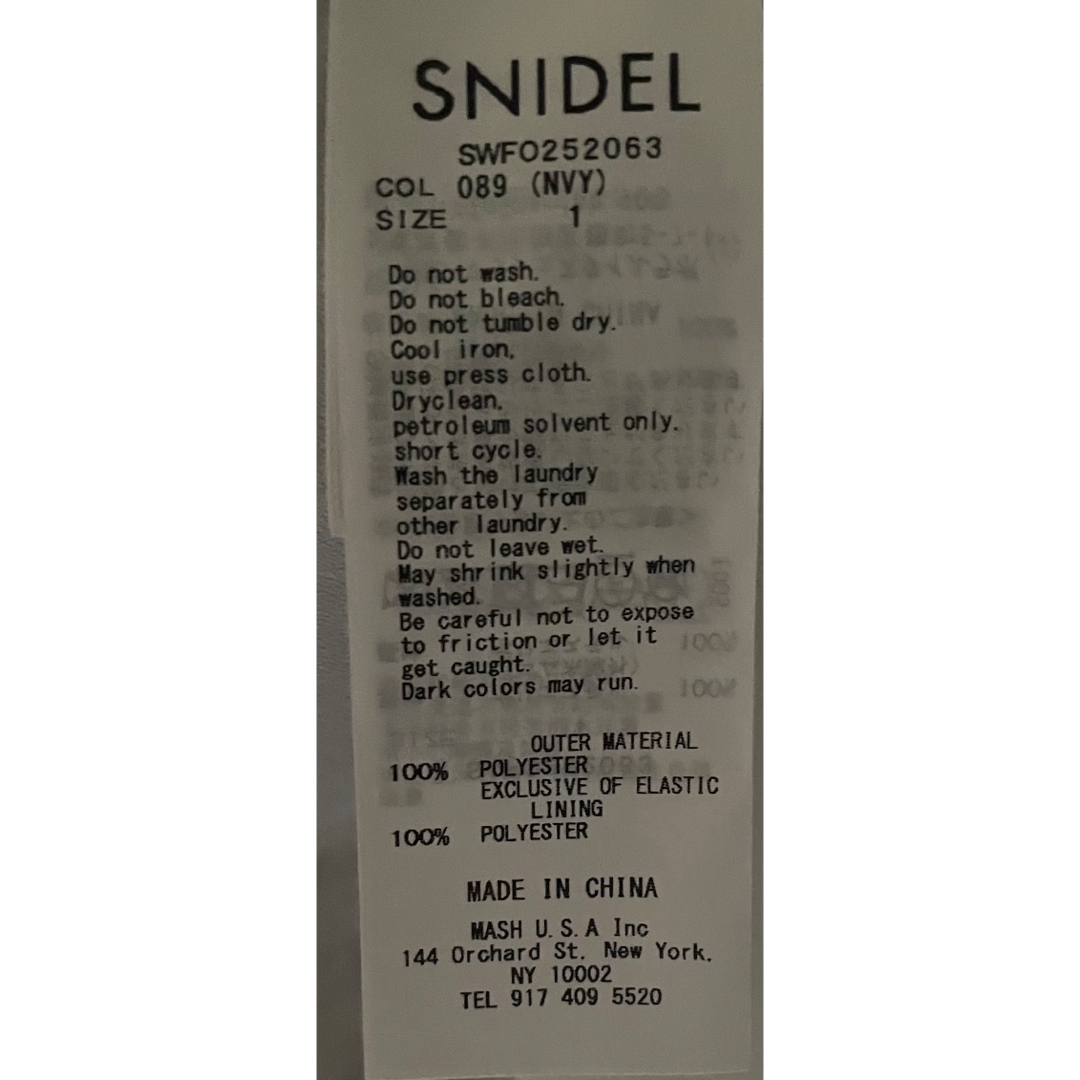 SNIDEL
SWFO252063
COL 089 (NVY)
SIZE 1
Do not wash.
Do not bleach.
Do not tumble dry.
Cool iron,
use press cloth.
Dryclean,
petroleum solvent only.
short cycle.
Wash the laundry
separately from
other laundry.
Do not leave wet.
May shrink slightly when
washed.
Be careful not to expose
to friction or let it
get caught.
Dark colors may run.
OUTER MATERIAL
100% POLYESTER
EXCLUSIVE OF ELASTIC
LINING
100% POLYESTER
MADE IN CHINA
MASH U.S.A Inc
144 Orchard St. New York,
NY 10002
TEL 917 409 5520